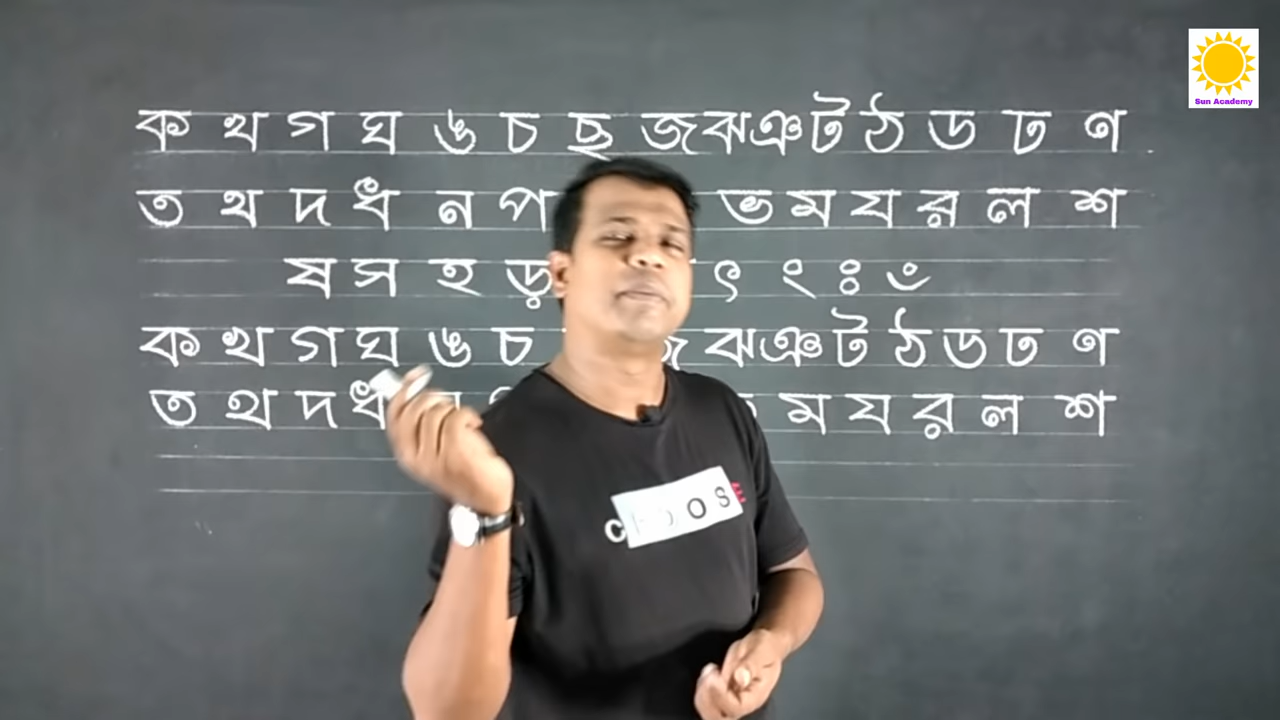 Sun Academy
ক খ গ ঘ ঙ চ ছ জ ঝ ঞ ট ঠ ড ঢ ণ
ত থ দ ধ ন প ভ ম য র ল শ
ষ স হ ড় ৎ ং ঃ ঁ
ক খ গ ঘ ঙ চ জ ঝ ঞ ট ঠ ড ঢ ণ
ত থ দ ধ ম য র ল শ